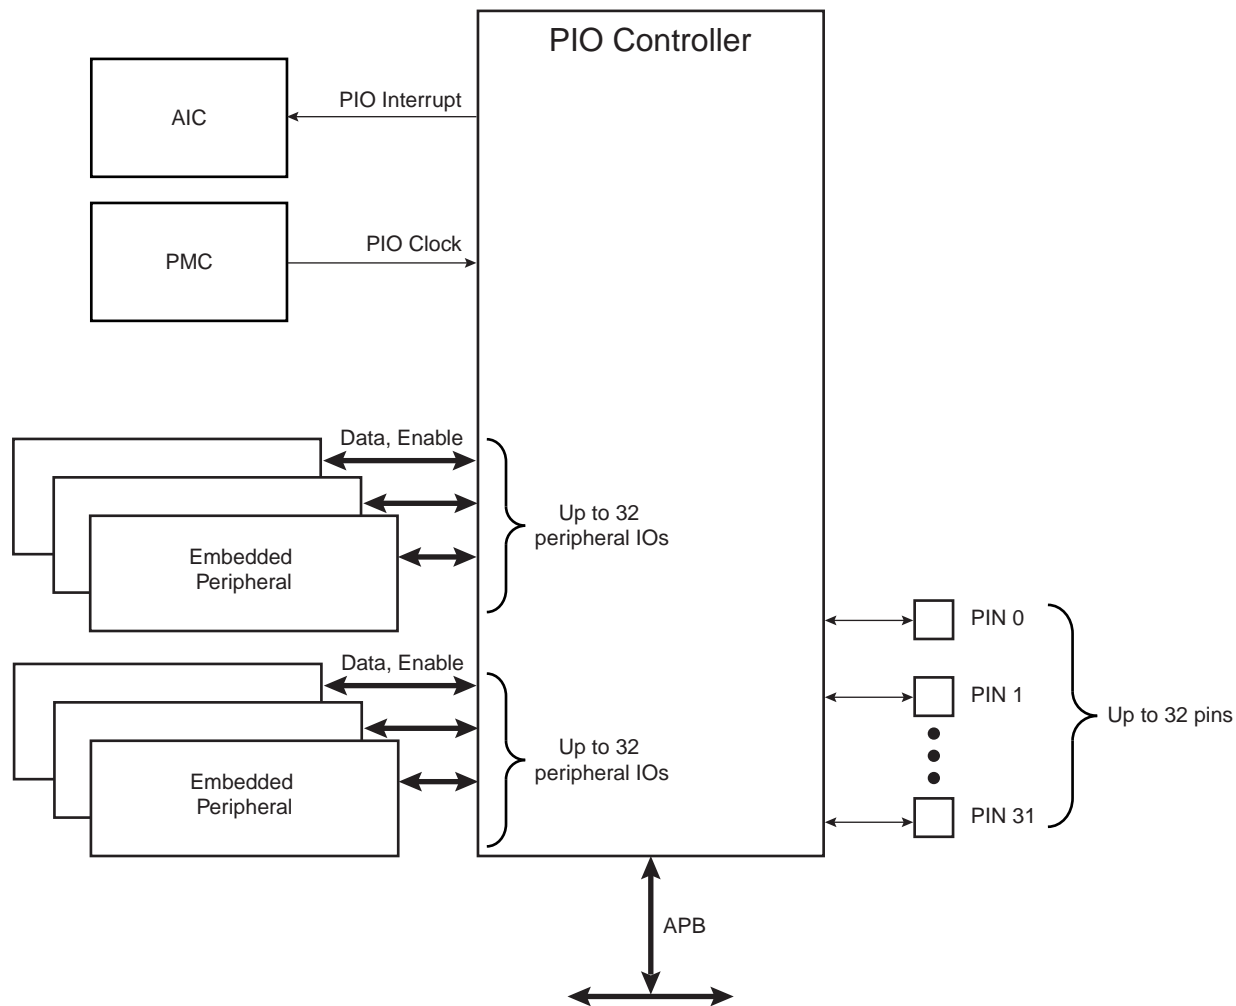 PIO Controller
AIC
PIO Interrupt
PMC
PIO Clock
Data, Enable
Up to 32
peripheral IOs
Embedded
Peripheral
PIN 0
Data, Enable
PIN 1
Up to 32 pins
Up to 32
peripheral IOs
Embedded
Peripheral
PIN 31
APB